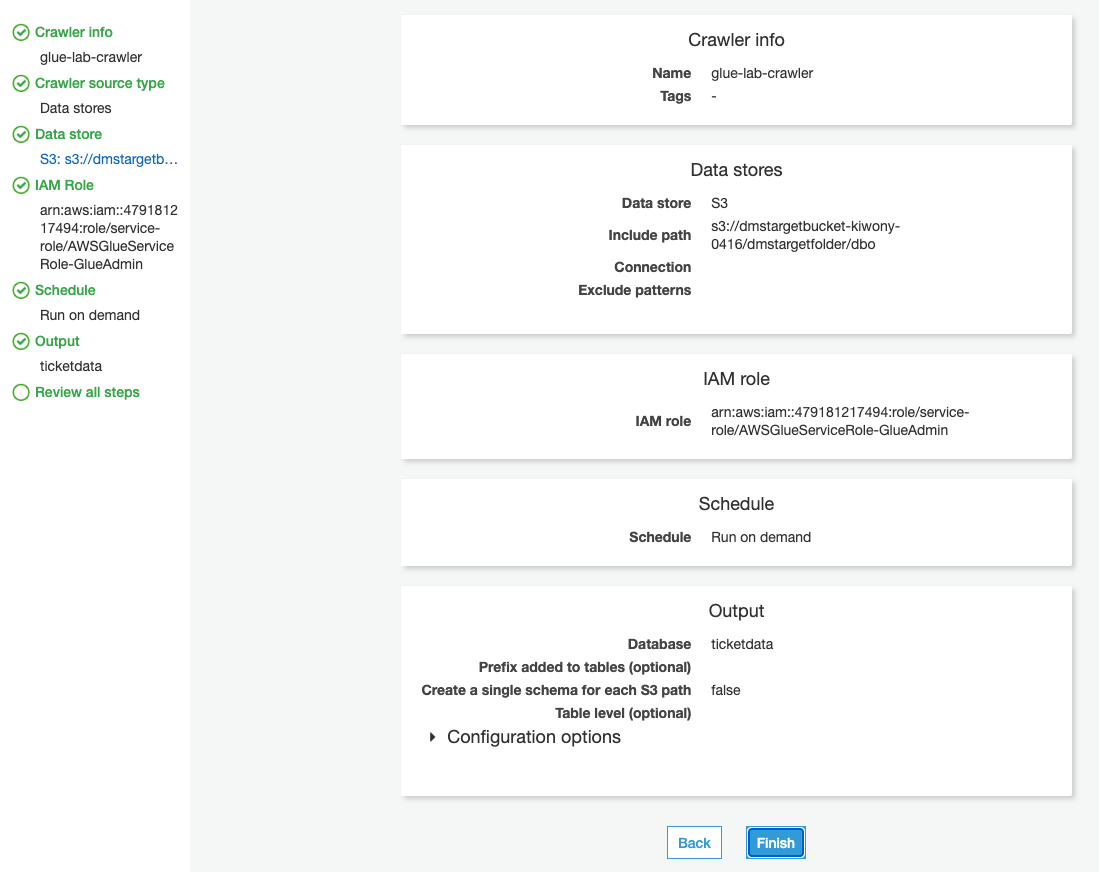 Crawler info
glue-lab-crawler
Crawler source type
Data stores
Data store
S3: s3://dmstargetb…
IAM Role
arn:aws:iam::4791812
17494:role/service-
role/AWSGlueService
Role-GlueAdmin
Schedule
Run on demand
Output
ticketdata
Review all steps
Crawler info
Name glue-lab-crawler
Tags -
Data stores
Data store S3
Include path s3://dmstargetbucket-kiwony-
0416/dmstargetfolder/dbo
Connection
Exclude patterns
IAM role
IAM role arn:aws:iam::479181217494:role/service-
role/AWSGlueServiceRole-GlueAdmin
Schedule
Schedule Run on demand
Output
Database ticketdata
Prefix added to tables (optional)
Create a single schema for each S3 path false
Table level (optional)
Configuration options
Back Finish